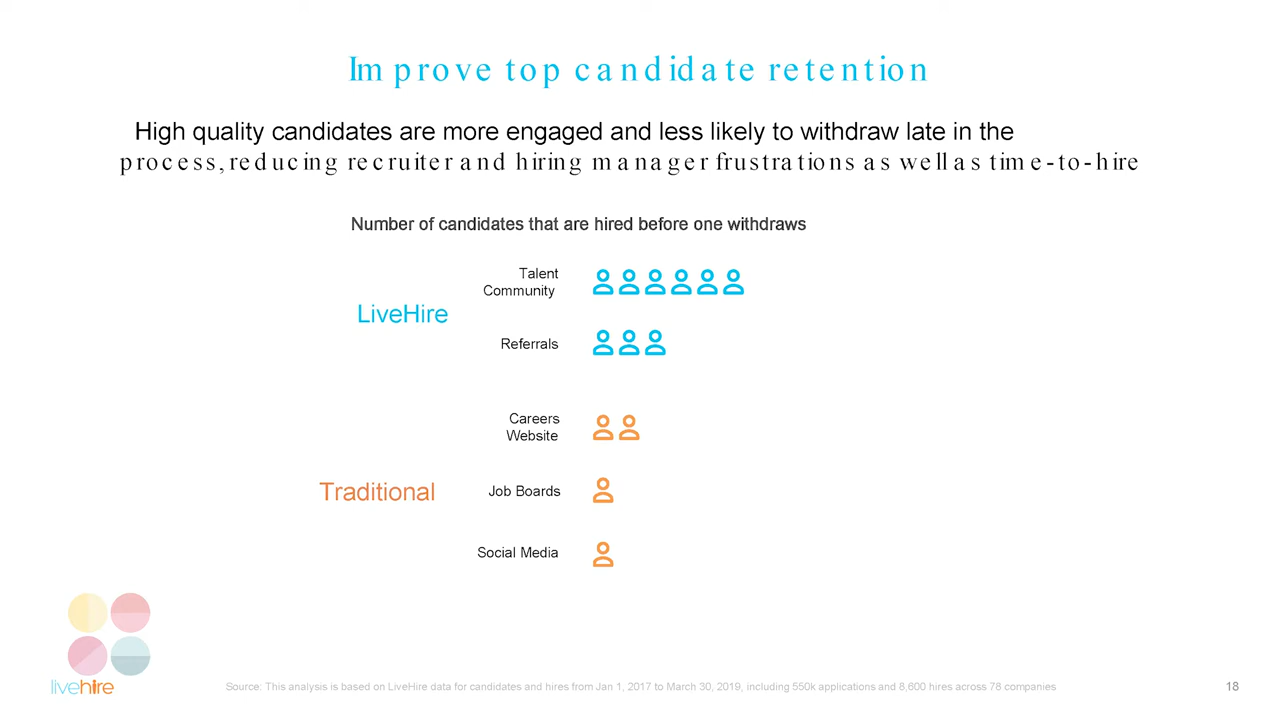 Improve top candidate retention
High quality candidates are more engaged and less likely to withdraw late in the
process, reducing recruiter and hiring manager frustrations as well as time-to-hire
Number of candidates that are hired before one withdraws
Talent
Community
LiveHire
Referrals
Careers
Website
Traditional
Job Boards
Social Media
livehire
Source: This analysis is based on LiveHire data for candidates and hires from Jan 1, 2017 to March 30, 2019, including 550k applications and 8,600 hires across 78 companies
18